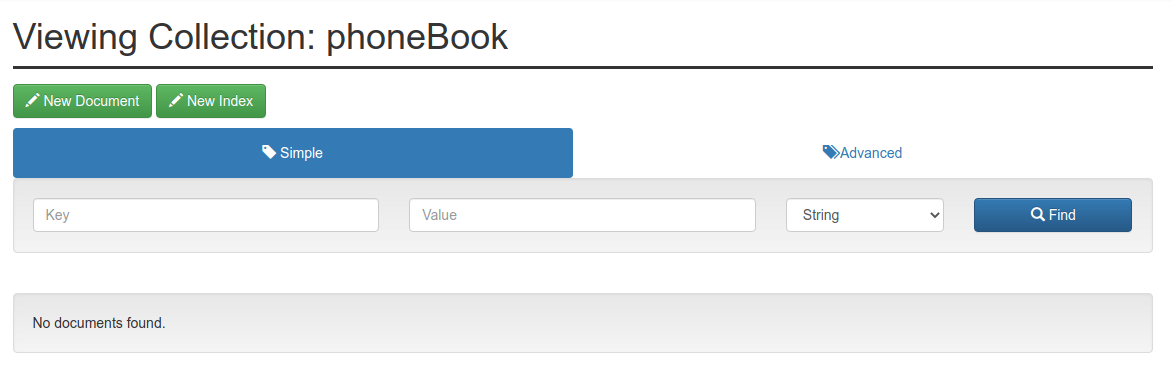 Viewing Collection: phoneBook
New Document New Index
Simple Advanced
Key Value String Find
No documents found.